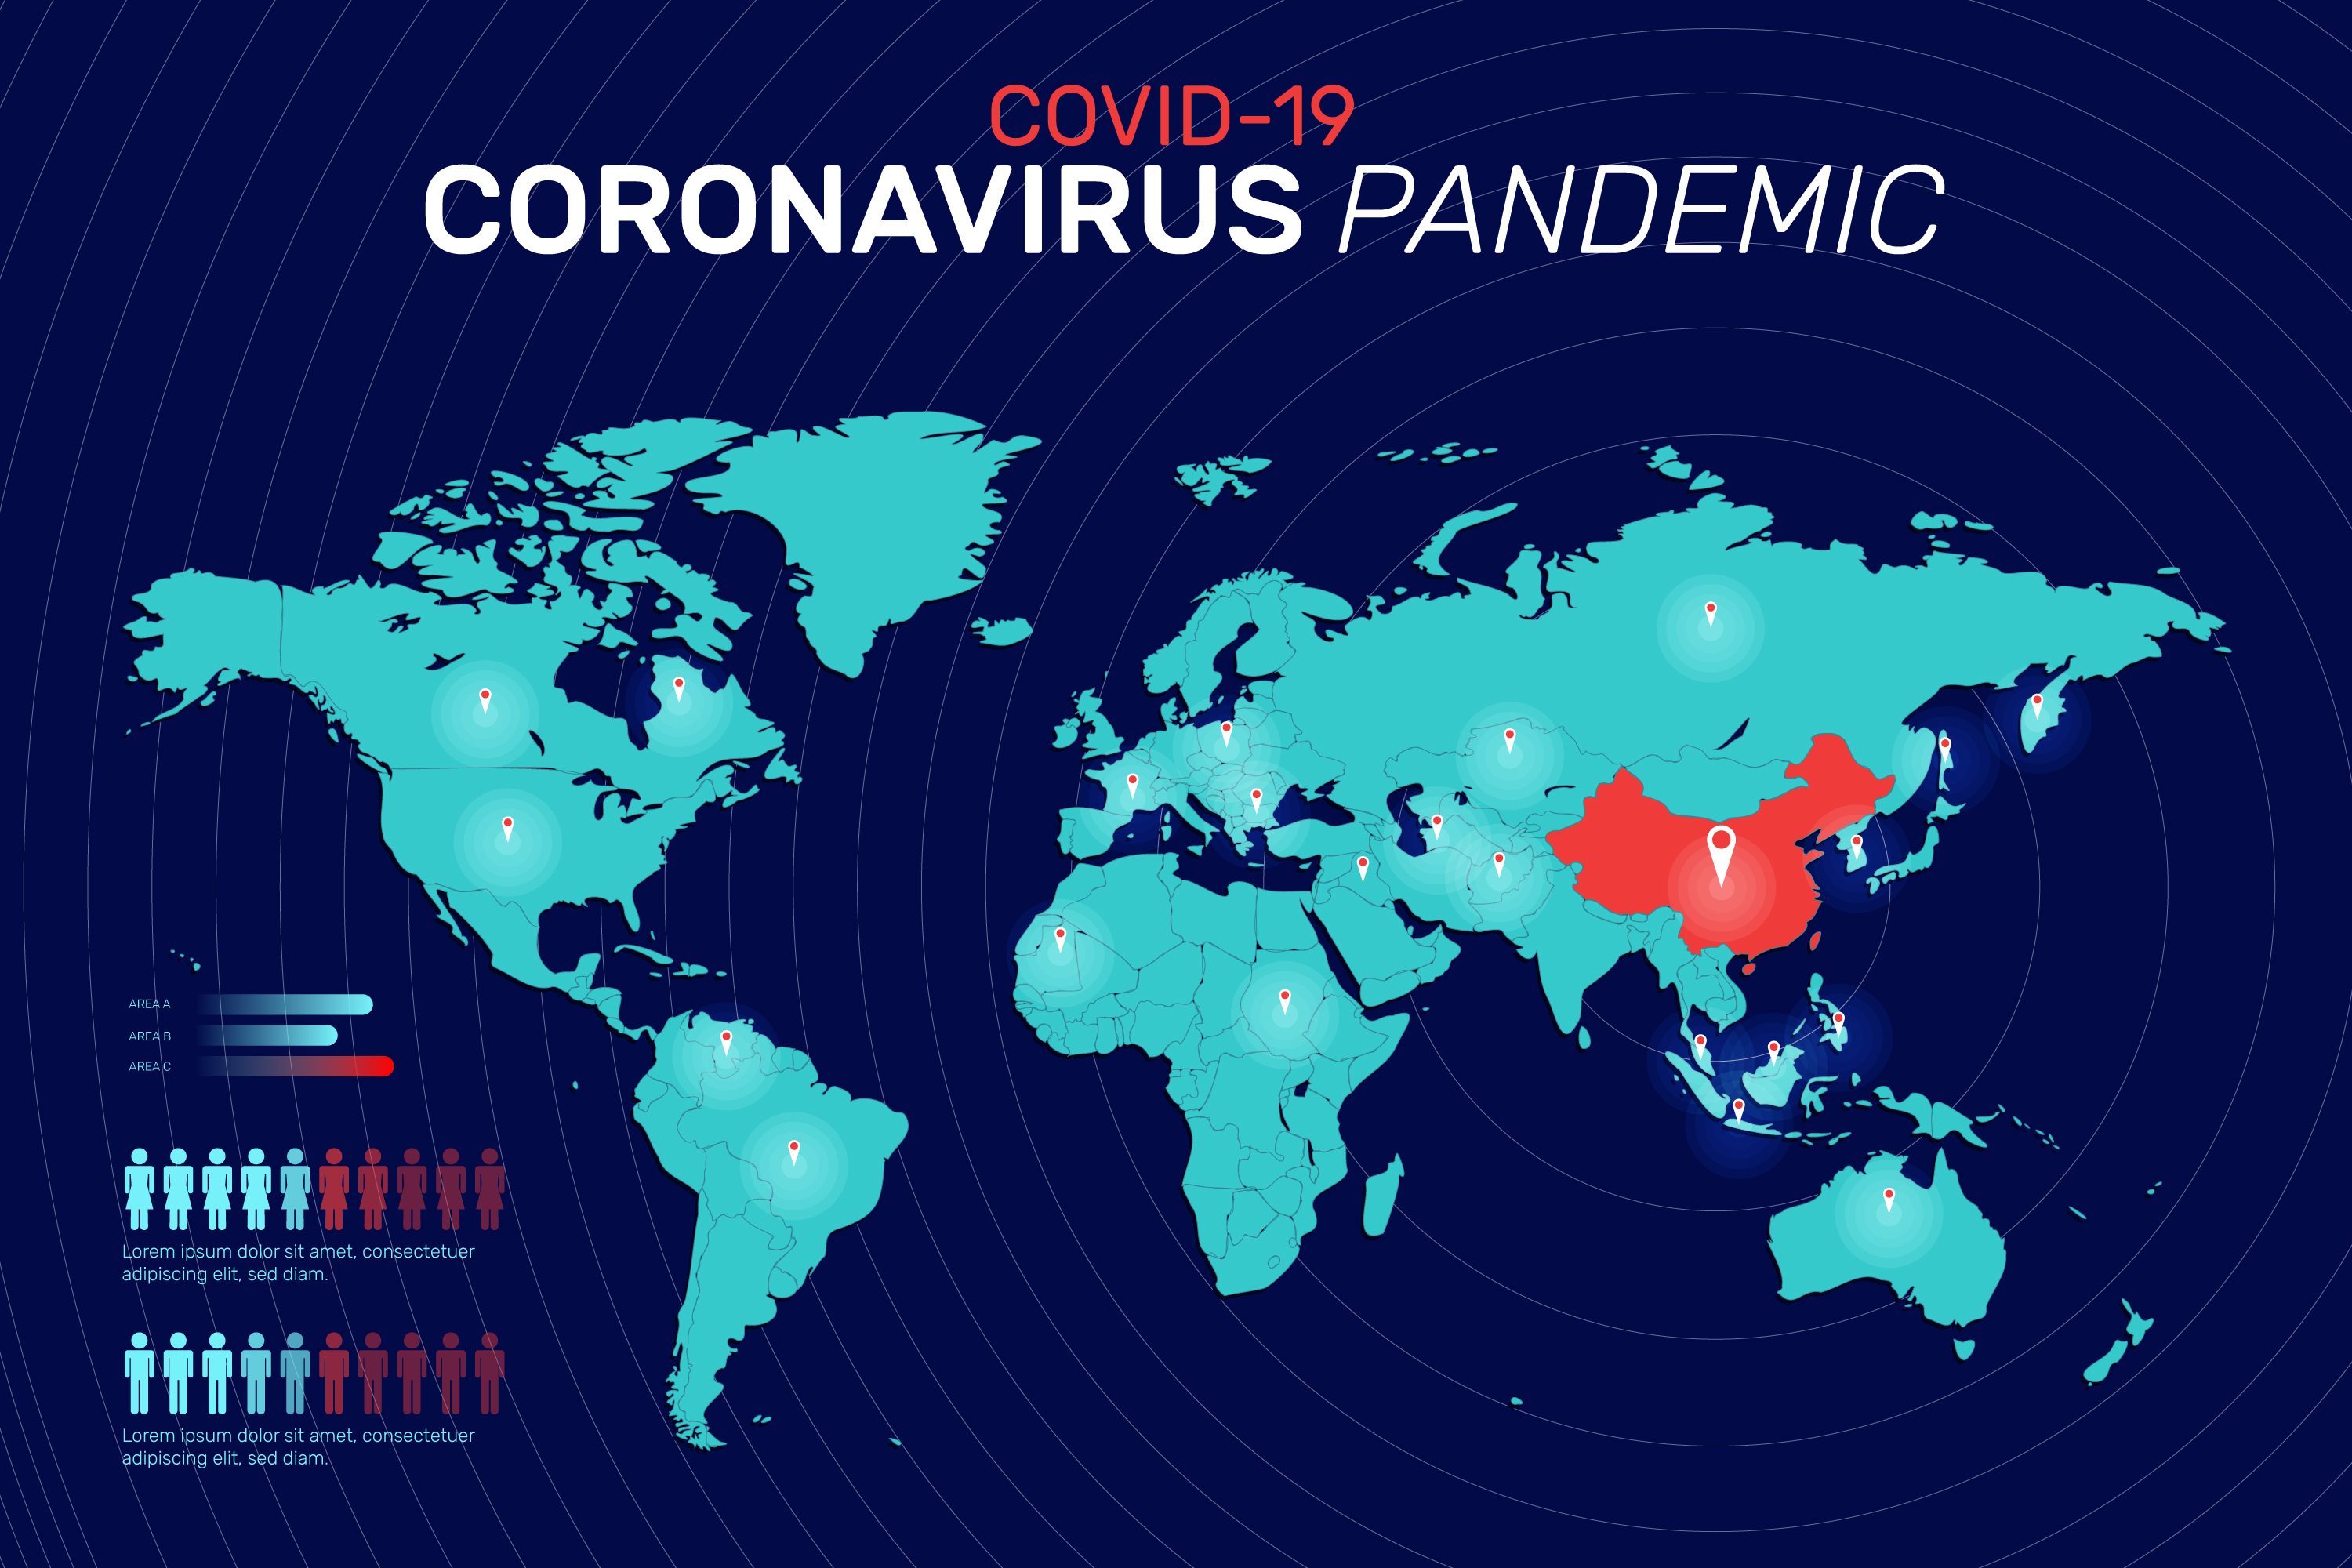 COVID-19
CORONAVIRUS PANDEMIC
AREA A
AREA B
AREA C
Lorem ipsum dolor sit amet, consectetuer
adipiscing elit, sed diam.
Lorem ipsum dolor sit amet, consectetuer
adipiscing elit, sed diam.